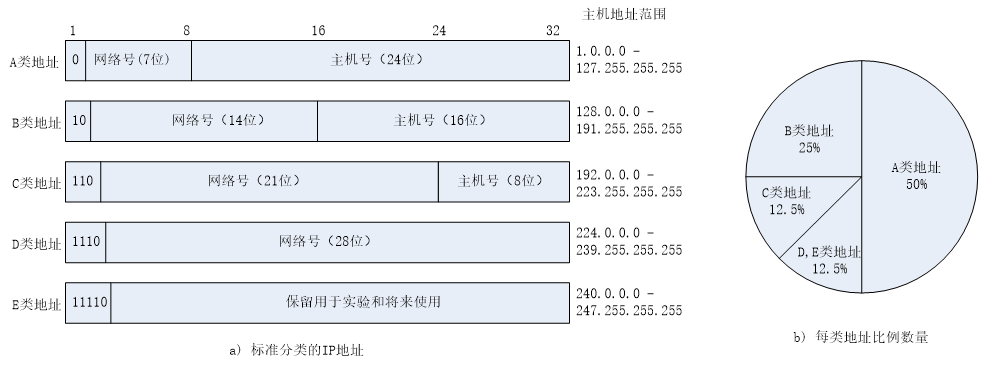 主机地址范围
1 8 16 24 32
A类地址 0 网络号(7位) 主机号（24位） 1.0.0.0 -
127.255.255.255
B类地址 10 网络号（14位） 主机号（16位） 128.0.0.0 -
191.255.255.255
C类地址 110 网络号（21位） 主机号（8位） 192.0.0.0 -
223.255.255.255
D类地址 1110 网络号（28位） 224.0.0.0 -
239.255.255.255
E类地址 11110 保留用于实验和将来使用 240.0.0.0 -
247.255.255.255
a) 标准分类的IP地址
B类地址
25%
A类地址
50%
C类地址
12.5%
D,E类地址
12.5%
b) 每类地址比例数量